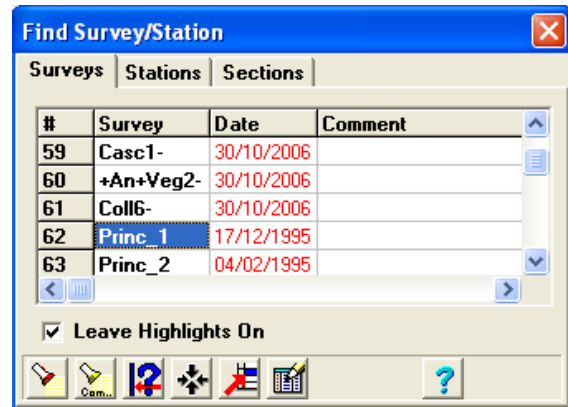 Find Survey/Station
Surveys Stations Sections
# Survey Date Comment
59 Casc1- 30/10/2006
60 +An+Veg2- 30/10/2006
61 Coll6- 30/10/2006
62 Princ_1 17/12/1995
63 Princ_2 04/02/1995
Leave Highlights On
Com..